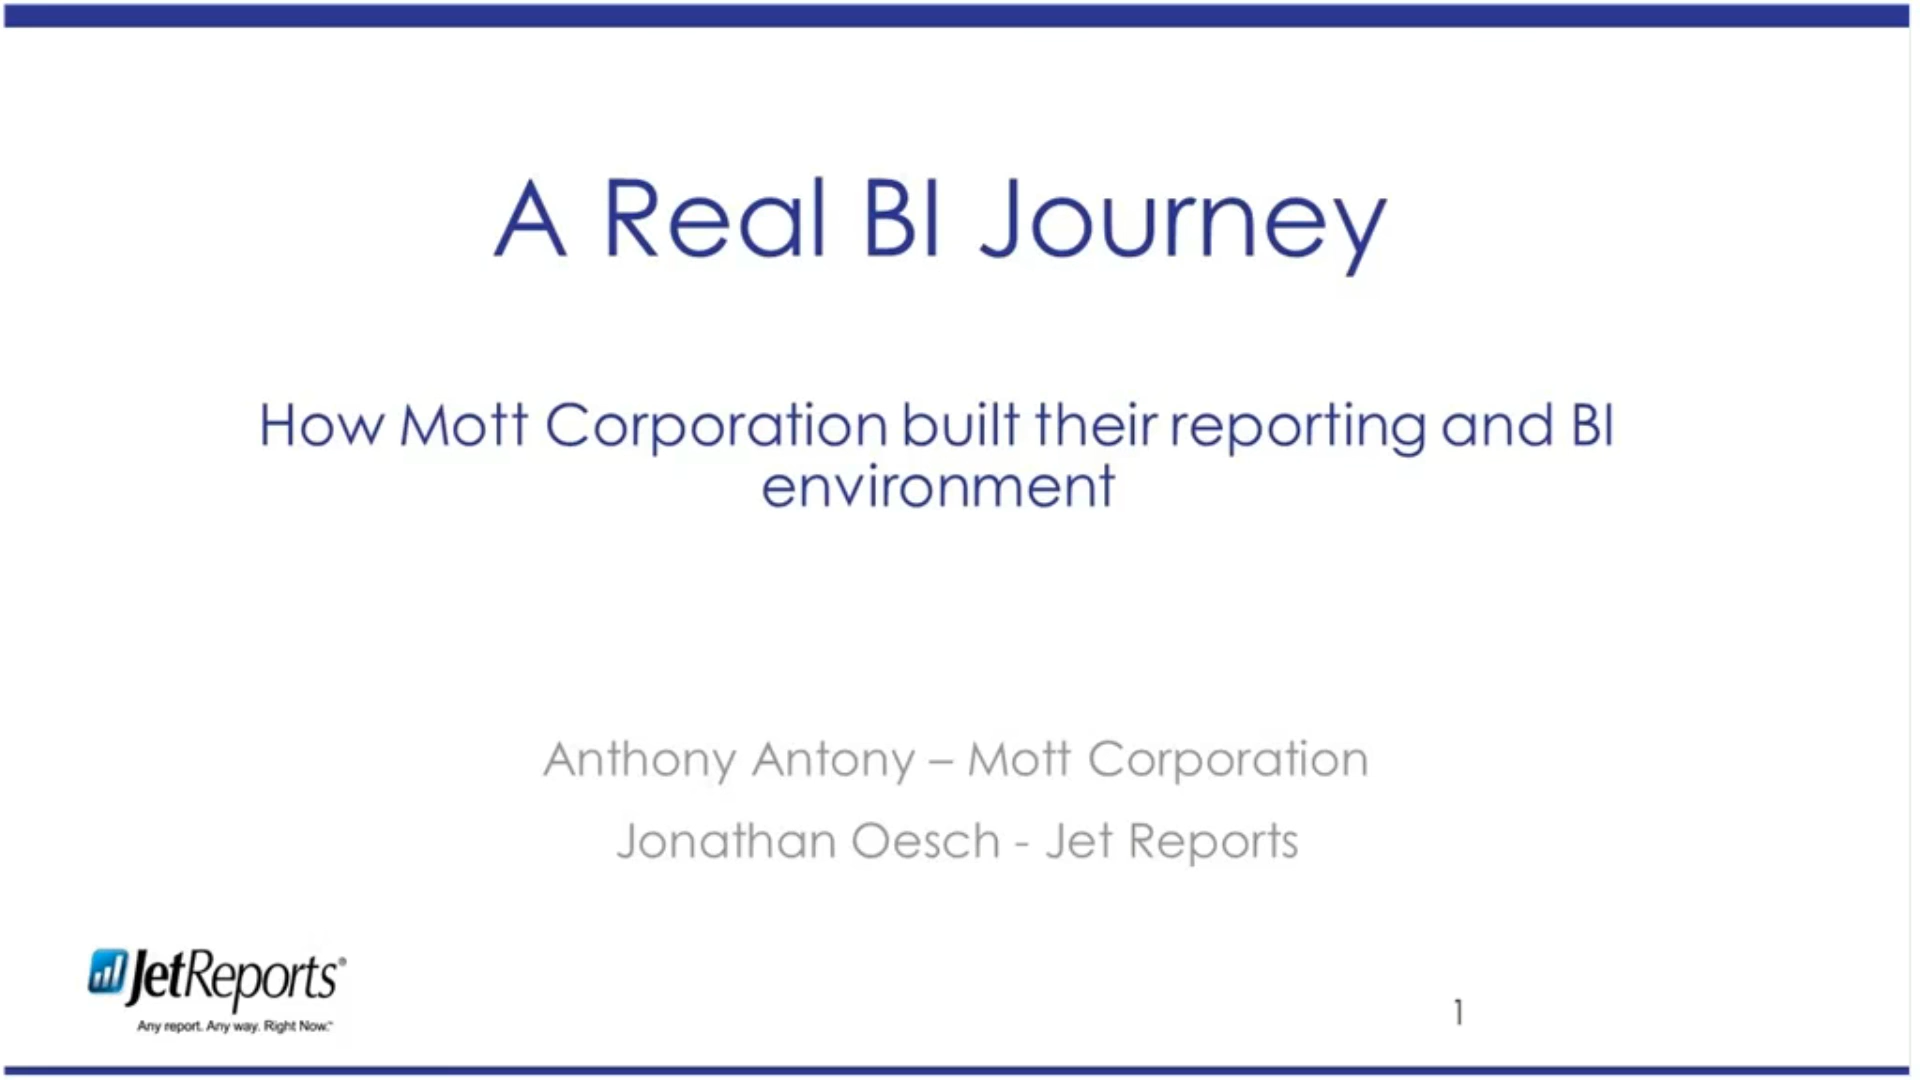 A Real BI Journey
How Mott Corporation built their reporting and BI
environment
Anthony Antony – Mott Corporation
Jonathan Oesch - Jet Reports
JetReports®
Any report. Any way. Right Now.™
1